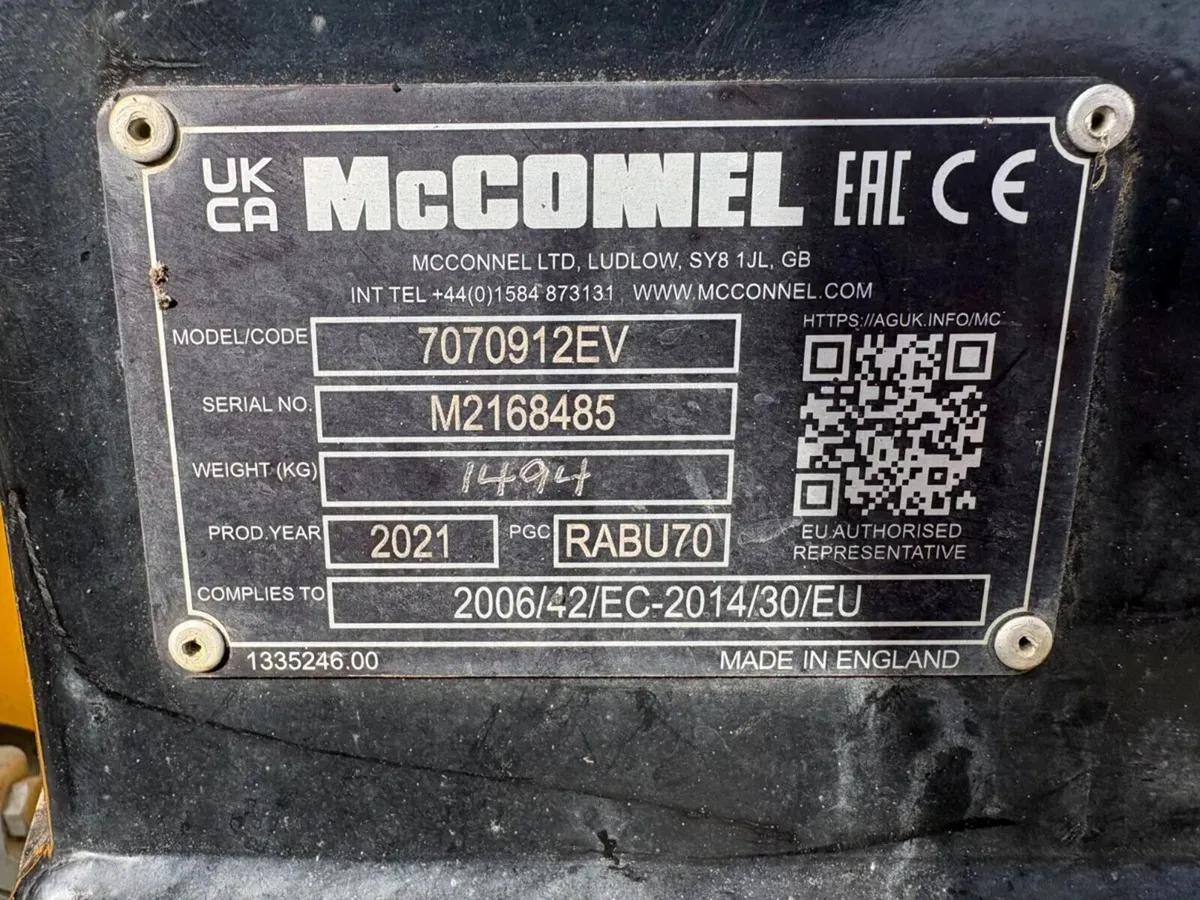 UK CA McCONNEL EAC CE
MCCONNEL LTD, LUDLOW, SY8 1JL, GB
INT TEL +44(0)1584 873131 WWW.MCCONNEL.COM
MODEL/CODE 7070912EV
HTTPS://AGUK.INFO/MC
SERIAL NO. M2168485
WEIGHT (KG) 1494
PROD.YEAR 2021 PGC RABU70
EU AUTHORISED
REPRESENTATIVE
COMPLIES TO 2006/42/EC-2014/30/EU
1335246.00 MADE IN ENGLAND